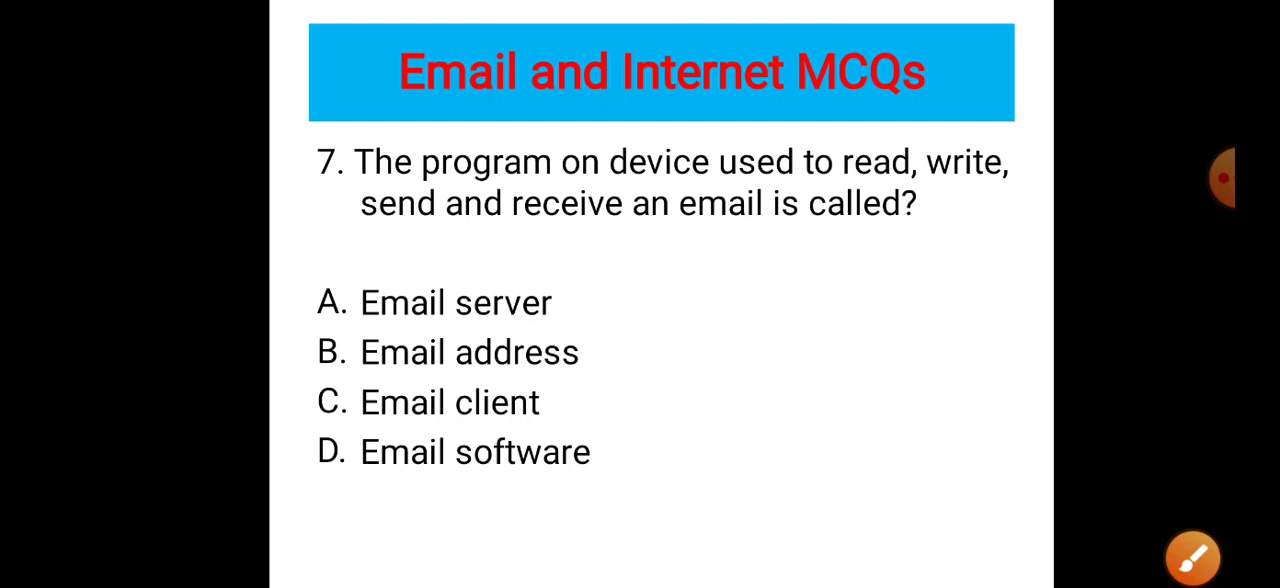 Email and Internet MCQs
7. The program on device used to read, write,
send and receive an email is called?
A. Email server
B. Email address
C. Email client
D. Email software